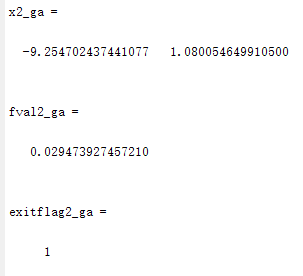 x2_ga =
-9.254702437441077 1.080054649910500
fval2_ga =
0.029473927457210
exitflag2_ga =
1